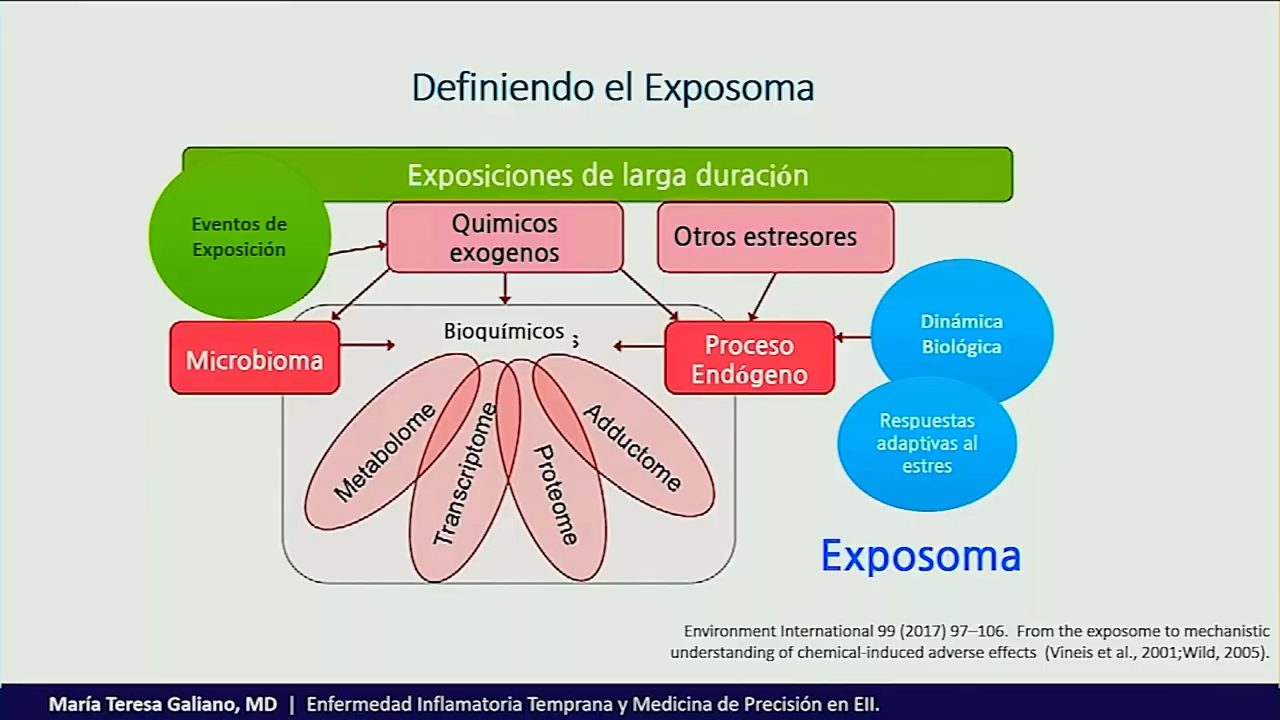 Definiendo el Exposoma
Exposiciones de larga duración
Eventos de
Exposición
Quimicos
exogenos
Otros estresores
Bioquímicos s
Microbioma
Proceso
Endógeno
Dinámica
Biológica
Respuestas
adaptivas al
estres
Metabolome
Transcriptome
Proteome
Adductome
Exposoma
Environment International 99 (2017) 97–106. From the exposome to mechanistic
understanding of chemical-induced adverse effects (Vineis et al., 2001;Wild, 2005).
María Teresa Galiano, MD | Enfermedad Inflamatoria Temprana y Medicina de Precisión en EII.